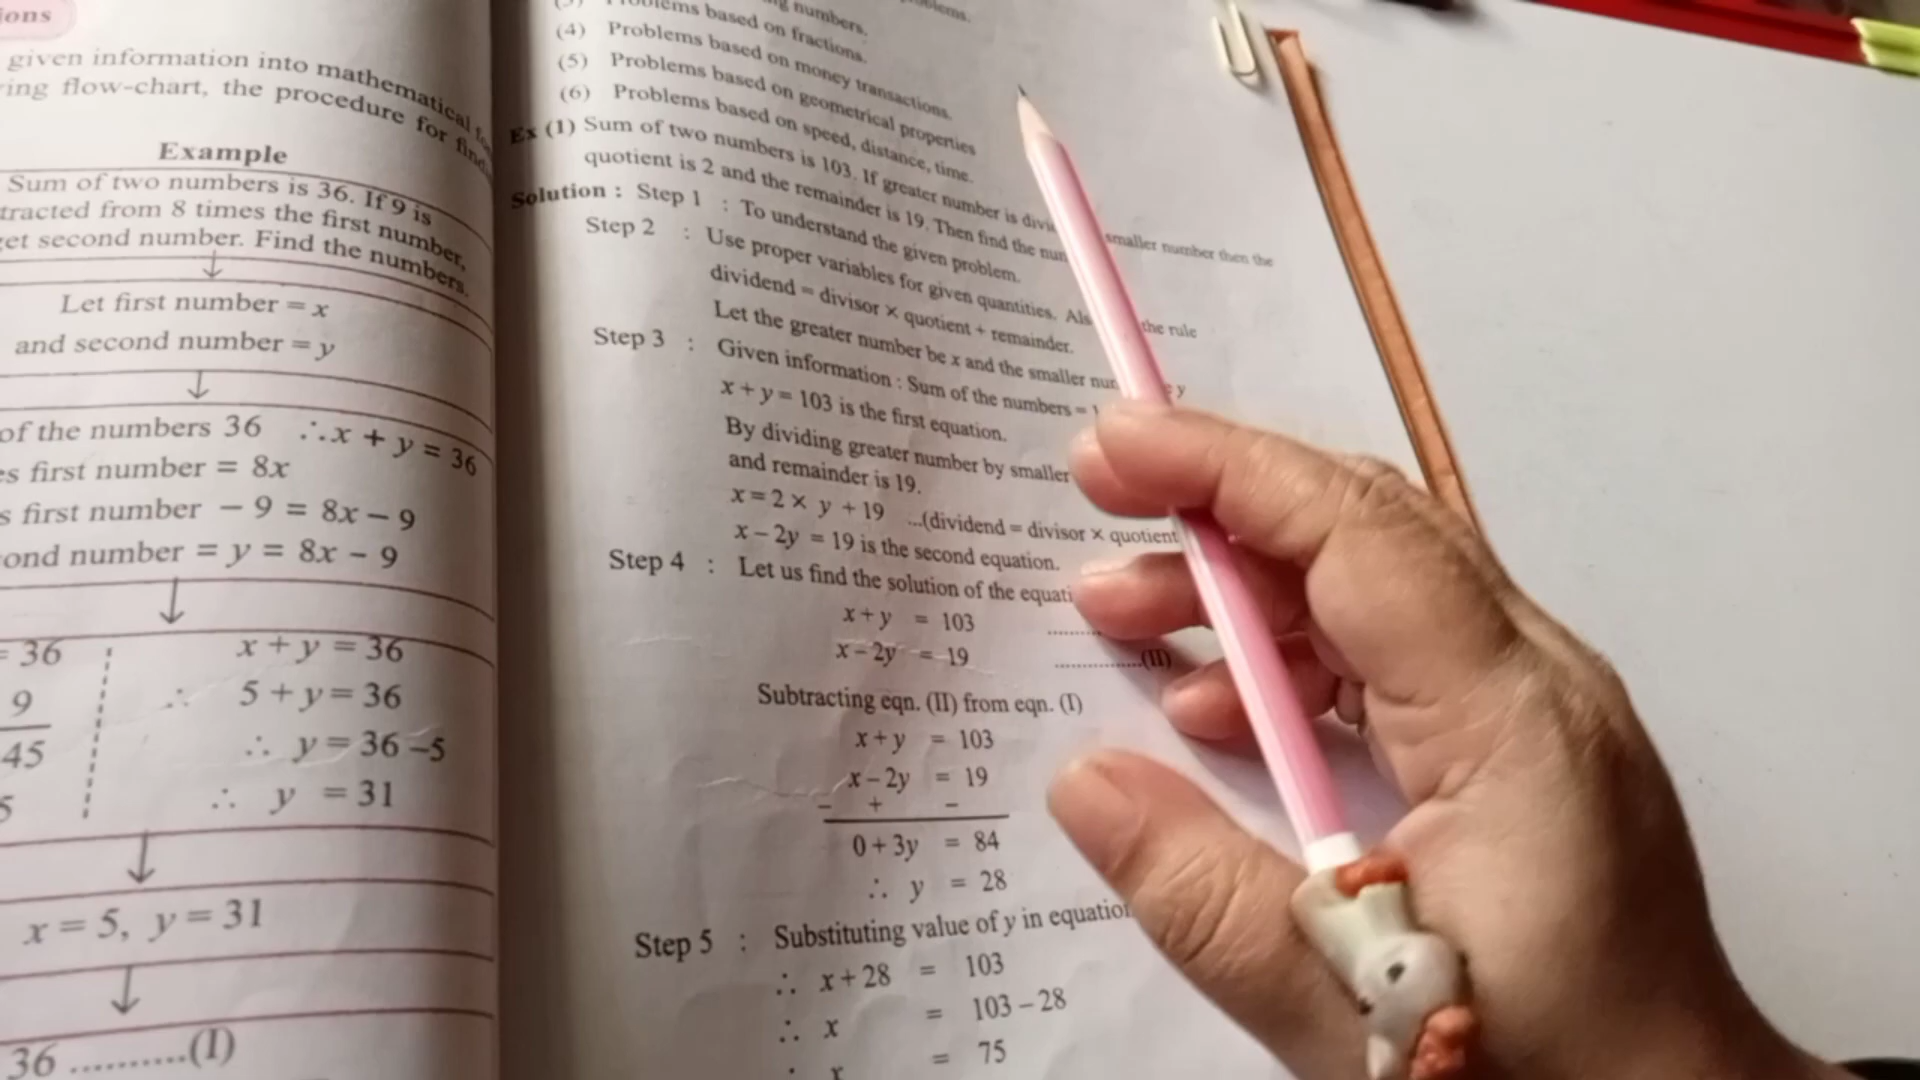 ions
given information into mathematical
ing flow-chart, the procedure for
Example
Sum of two numbers is 36. If 9 is
tracted from 8 times the first number,
get second number. Find the numbers.
↓
Let first number = x
and second number = y
↓
of the numbers 36 ∴ x + y = 36
es first number = 8x
s first number − 9 = 8x − 9
ond number = y = 8x − 9
↓
= 36
9
45
5
x + y = 36
∴ 5 + y = 36
∴ y = 36 –5
∴ y = 31
↓
x = 5, y = 31
↓
36 ..........(I)
numbers.
(3) Problems based on fractions.
(4) Problems based on money transactions.
(5) Problems based on geometrical properties
(6) Problems based on speed, distance, time.
Ex (1) Sum of two numbers is 103. If greater number is smaller number then the
quotient is 2 and the remainder is 19. Then find the
Solution : Step 1 : To understand the given problem.
Step 2 : Use proper variables for given quantities. the rule
dividend = divisor × quotient + remainder.
Let the greater number be x and the smaller y
Step 3 : Given information : Sum of the numbers =
x + y = 103 is the first equation.
By dividing greater number by smaller
and remainder is 19.
x = 2 × y + 19 ...(dividend = divisor × quotient
x − 2y = 19 is the second equation.
Step 4 : Let us find the solution of the
x + y = 103 .........
x − 2y = 19 ...............(II)
Subtracting eqn. (II) from eqn. (I)
x + y = 103
x − 2y = 19
− + −
0 + 3y = 84
∴ y = 28
Step 5 : Substituting value of y in
∴ x + 28 = 103
∴ x = 103 − 28
∴ x = 75